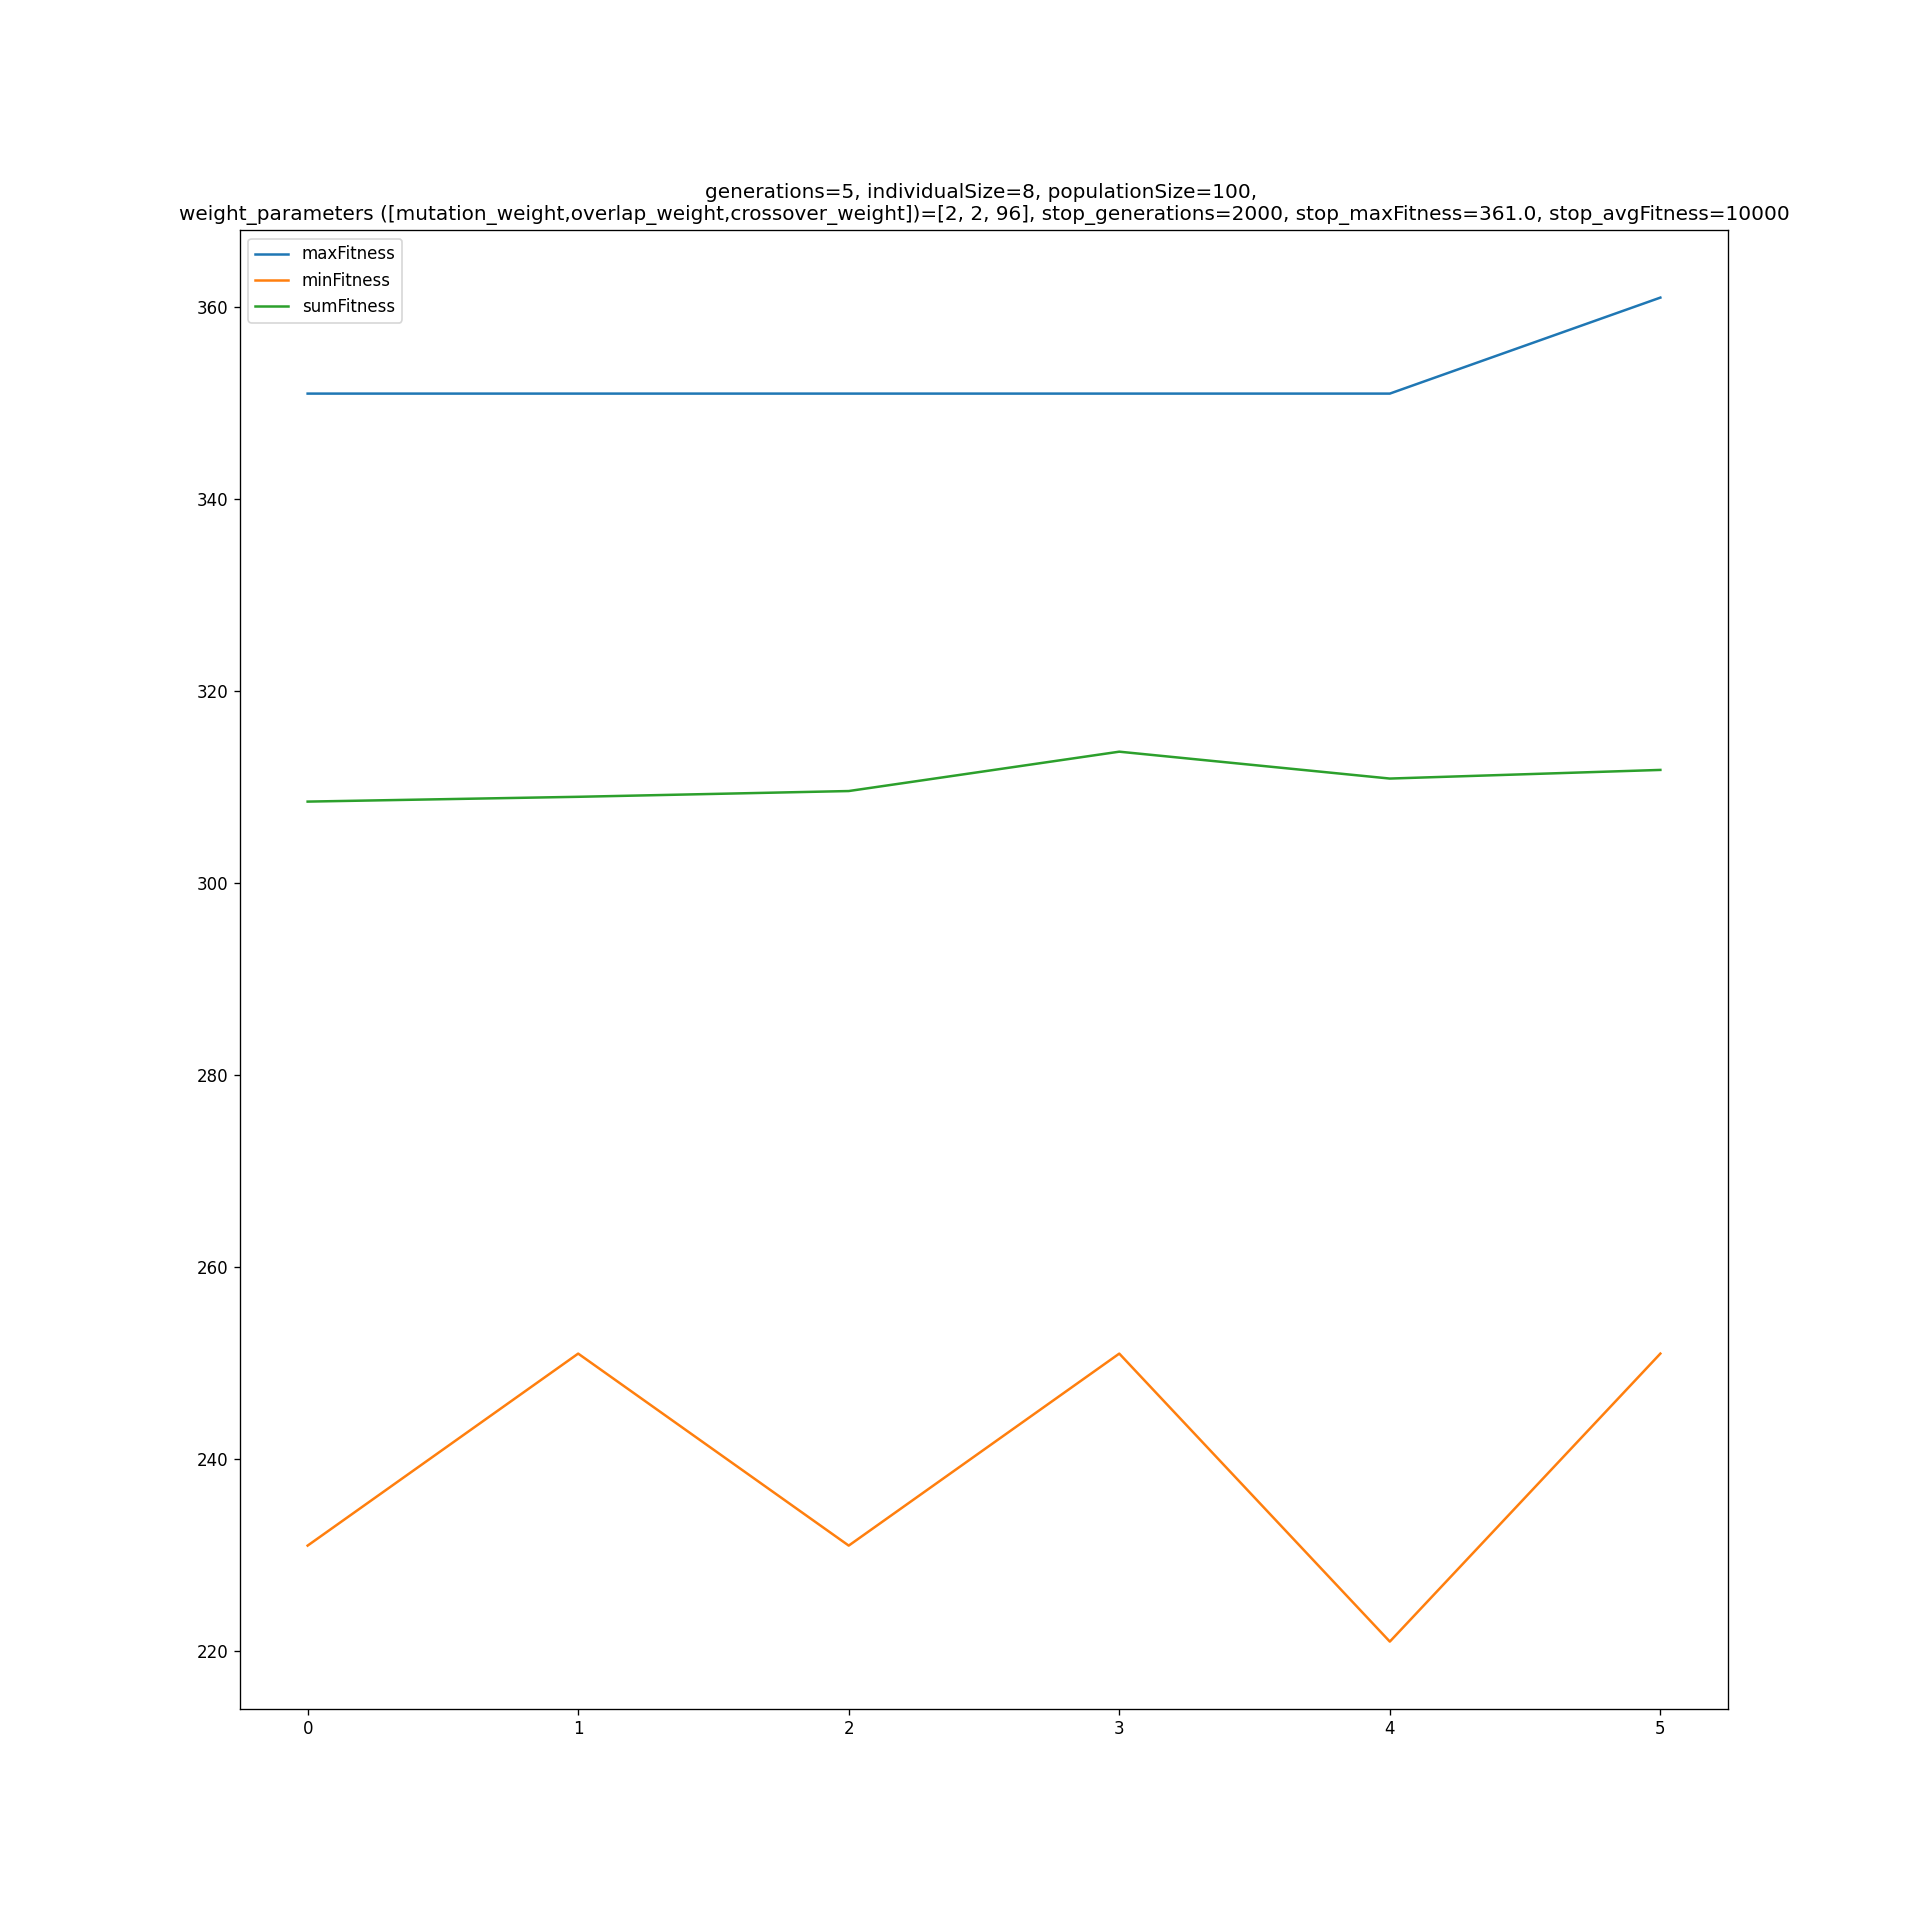 generations=5, individualSize=8, populationSize=100,
weight_parameters ([mutation_weight,overlap_weight,crossover_weight])=[2, 2, 96], stop_generations=2000, stop_maxFitness=361.0, stop_avgFitness=10000
maxFitness
minFitness
sumFitness
360
340
320
300
280
260
240
220
0 1 2 3 4 5